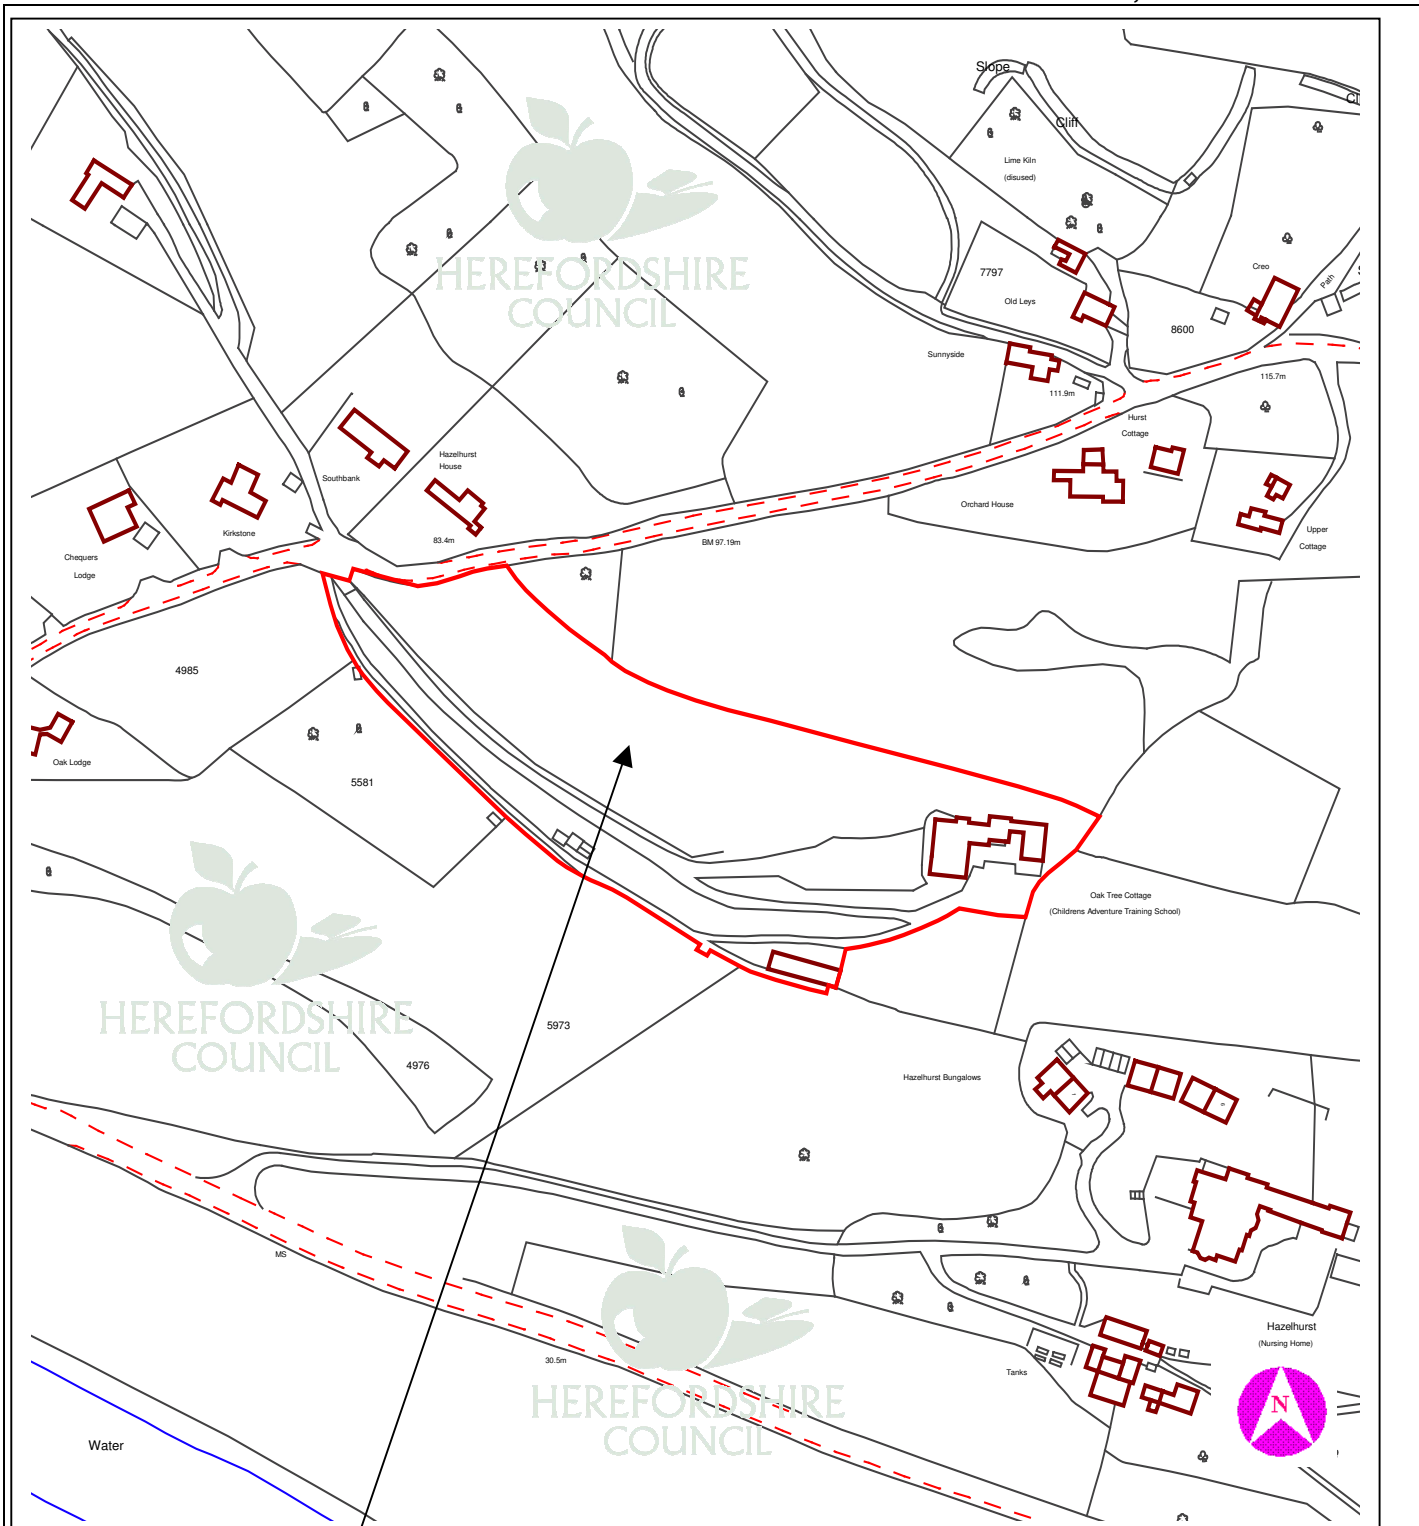 Slope
Cliff
Lime Kiln
(disused)
HEREFORDSHIRE
COUNCIL
7797
Old Leys
Creo
Path
8600
Sunnyside
111.9m
115.7m
Hurst
Cottage
Hazelhurst
House
Southbank
Orchard House
Kirkstone
83.4m
BM 97.19m
Upper
Cottage
Chequers
Lodge
4985
Oak Lodge
5581
Oak Tree Cottage
(Childrens Adventure Training School)
HEREFORDSHIRE
COUNCIL
5973
4976
Hazelhurst Bungalows
MS
30.5m
HEREFORDSHIRE
COUNCIL
Hazelhurst
(Nursing Home)
Tanks
N
Water